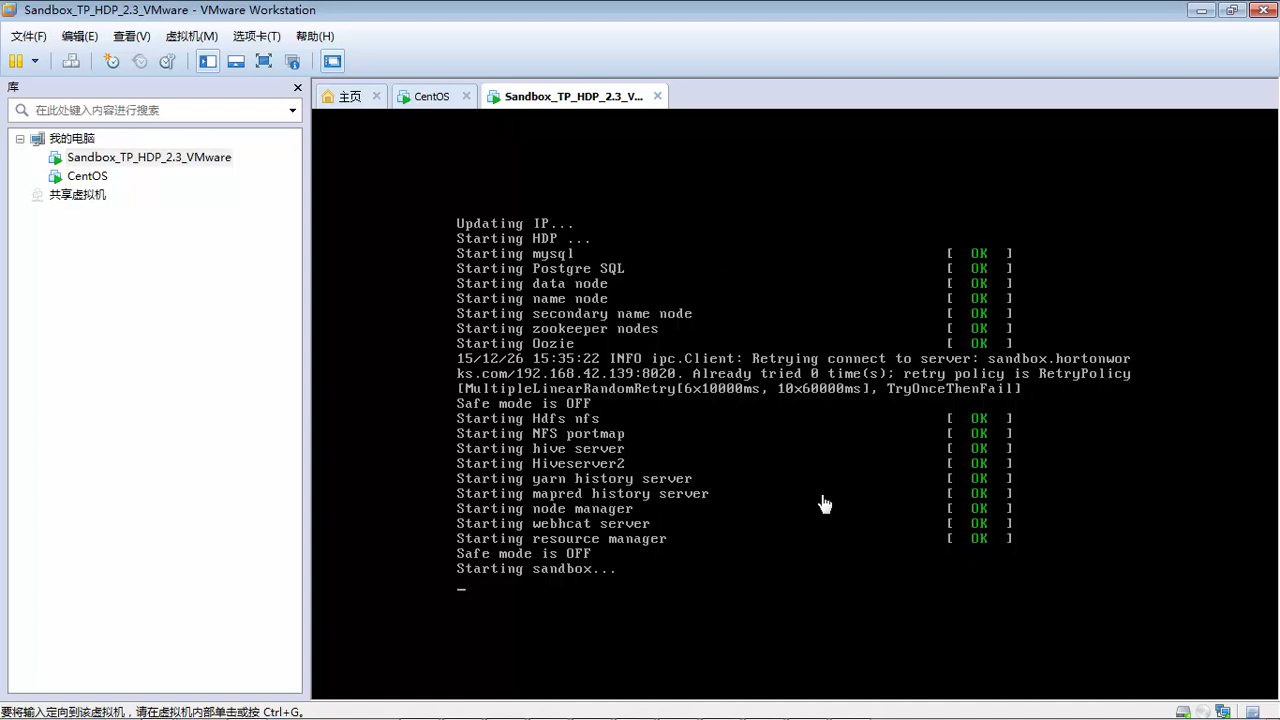 Sandbox_TP_HDP_2.3_VMware - VMware Workstation
文件(F) 编辑(E) 查看(V) 虚拟机(M) 选项卡(T) 帮助(H)
库
在此处键入内容进行搜索
我的电脑
Sandbox_TP_HDP_2.3_VMware
CentOS
共享虚拟机
主页 CentOS Sandbox_TP_HDP_2.3_V...
Updating IP...
Starting HDP ...
Starting mysql [ OK ]
Starting Postgre SQL [ OK ]
Starting data node [ OK ]
Starting name node [ OK ]
Starting secondary name node [ OK ]
Starting zookeeper nodes [ OK ]
Starting Oozie [ OK ]
15/12/26 15:35:22 INFO ipc.Client: Retrying connect to server: sandbox.hortonwor
ks.com/192.168.42.139:8020. Already tried 0 time(s); retry policy is RetryPolicy
[MultipleLinearRandomRetry[6x10000ms, 10x60000ms], TryOnceThenFail]
Safe mode is OFF
Starting Hdfs nfs [ OK ]
Starting NFS portmap [ OK ]
Starting hive server [ OK ]
Starting Hiveserver2 [ OK ]
Starting yarn history server [ OK ]
Starting mapred history server [ OK ]
Starting node manager [ OK ]
Starting webhcat server [ OK ]
Starting resource manager [ OK ]
Safe mode is OFF
Starting sandbox...
_
要将输入定向到该虚拟机，请在虚拟机内部单击或按 Ctrl+G。